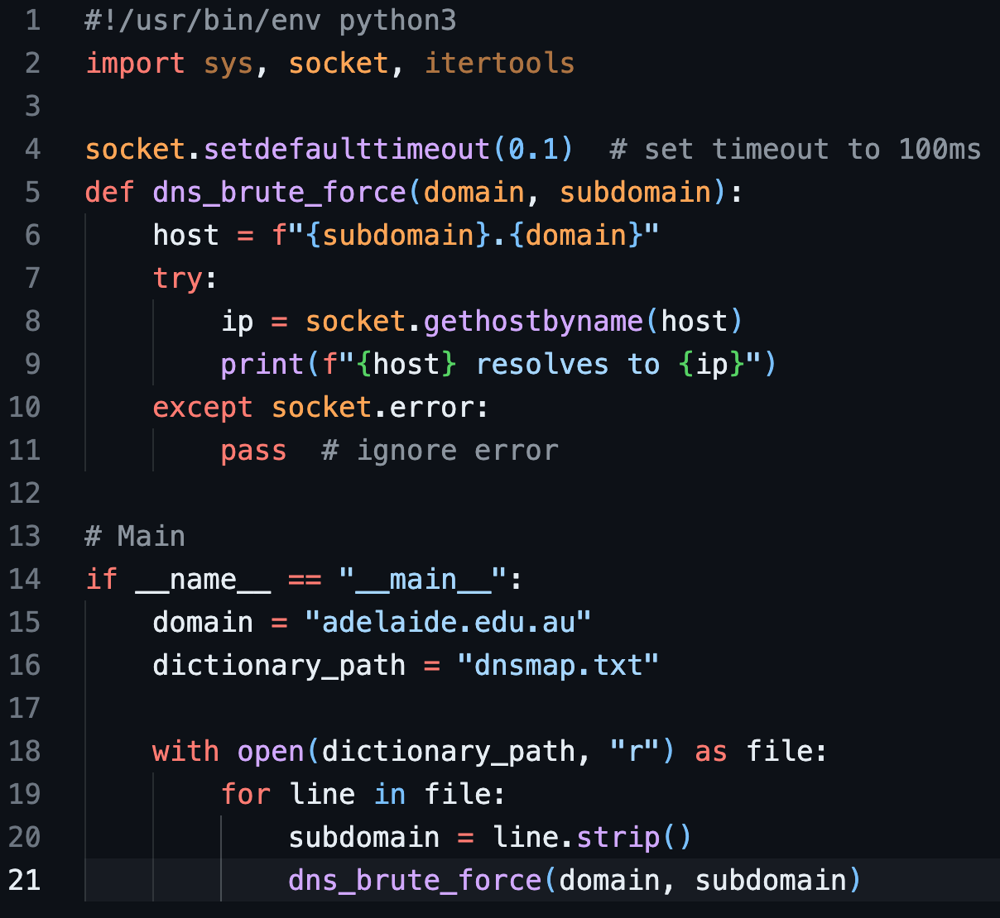 1 #!/usr/bin/env python3
2 import sys, socket, itertools
3
4 socket.setdefaulttimeout(0.1)  # set timeout to 100ms
5 def dns_brute_force(domain, subdomain):
6     host = f"{subdomain}.{domain}"
7     try:
8         ip = socket.gethostbyname(host)
9         print(f"{host} resolves to {ip}")
10     except socket.error:
11         pass  # ignore error
12
13 # Main
14 if __name__ == "__main__":
15     domain = "adelaide.edu.au"
16     dictionary_path = "dnsmap.txt"
17
18     with open(dictionary_path, "r") as file:
19         for line in file:
20             subdomain = line.strip()
21             dns_brute_force(domain, subdomain)